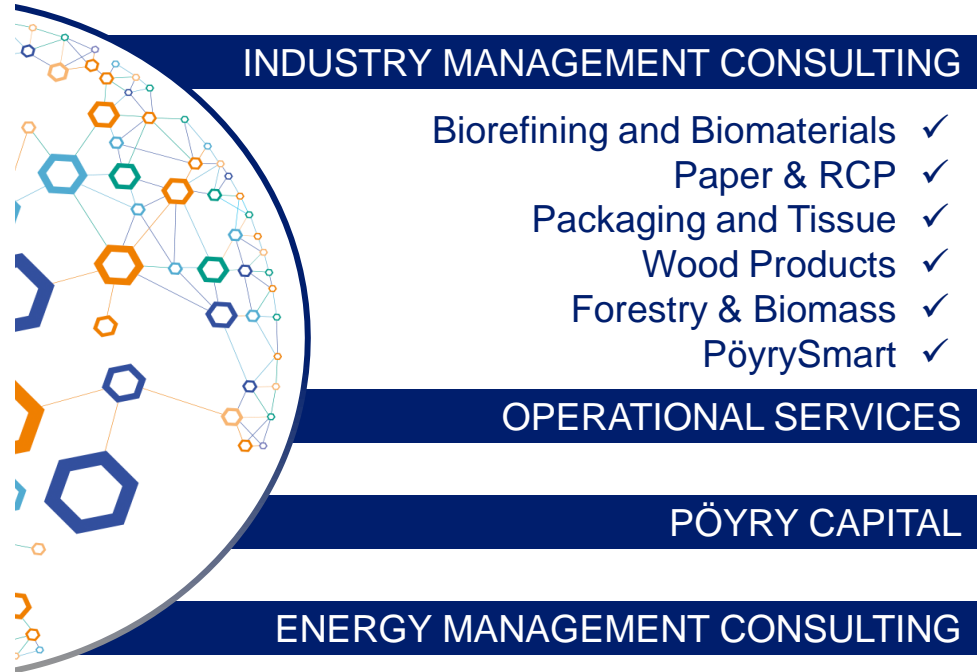 INDUSTRY MANAGEMENT CONSULTING
Biorefining and Biomaterials ✓
Paper & RCP ✓
Packaging and Tissue ✓
Wood Products ✓
Forestry & Biomass ✓
PöyrySmart ✓
OPERATIONAL SERVICES
PÖYRY CAPITAL
ENERGY MANAGEMENT CONSULTING